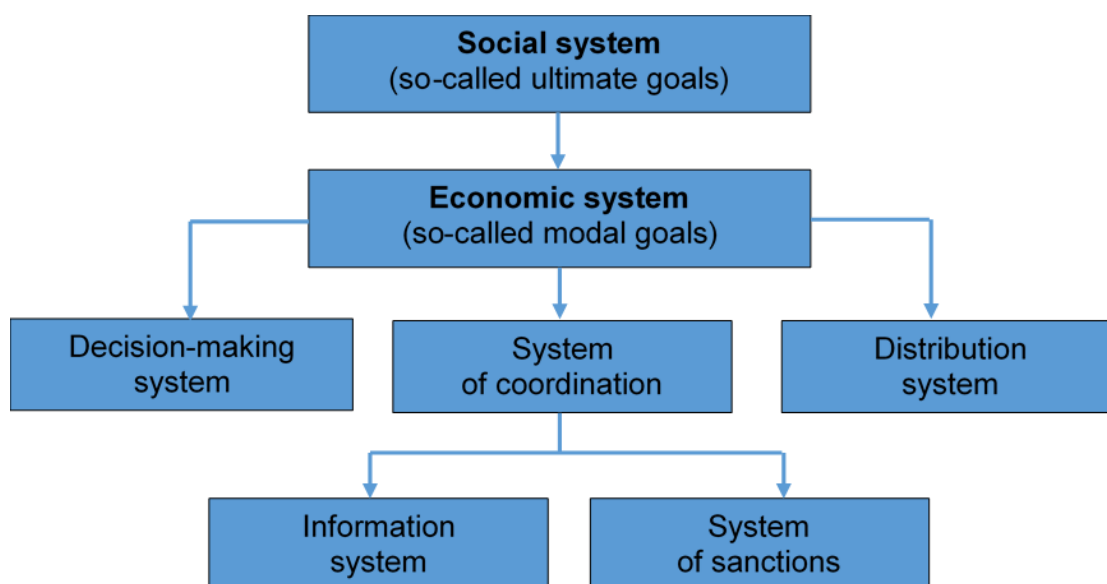 Social system
(so-called ultimate goals)
Economic system
(so-called modal goals)
Decision-making
system
System
of coordination
Distribution
system
Information
system
System
of sanctions